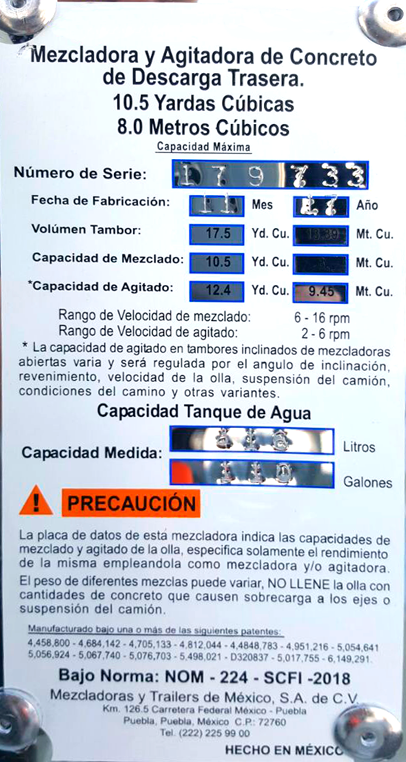 Mezcladora y Agitadora de Concreto
de Descarga Trasera.
10.5 Yardas Cúbicas
8.0 Metros Cúbicos
Capacidad Máxima
Número de Serie: 179 733
Fecha de Fabricación: 11 Mes Año
Volúmen Tambor: 17.5 Yd. Cu. Mt. Cu.
Capacidad de Mezclado: 10.5 Yd. Cu. Mt. Cu.
*Capacidad de Agitado: 12.4 Yd. Cu. 9.45 Mt. Cu.
Rango de Velocidad de mezclado: 6 - 16 rpm
Rango de Velocidad de agitado: 2 - 6 rpm
* La capacidad de agitado en tambores inclinados de mezcladoras
abiertas varia y será regulada por el angulo de inclinación,
revenimiento, velocidad de la olla, suspensión del camión,
condiciones del camino y otras variantes.
Capacidad Tanque de Agua
Capacidad Medida:
Litros
Galones
PRECAUCIÓN
La placa de datos de esta mezcladora indica las capacidades de
mezclado y agitado de la olla, especifica solamente el rendimiento
de la misma empleandola como mezcladora y/o agitadora.
El peso de diferentes mezclas puede variar, NO LLENE la olla con
cantidades de concreto que causen sobrecarga a los ejes o
suspensión del camión.
Manufacturado bajo una o más de las siguientes patentes:
4,458,800 - 4,684,142 - 4,705,133 - 4,812,044 - 4,4848,783 - 4,951,216 - 5,054,641
5,056,924 - 5,067,740 - 5,076,703 - 5,498,021 - D320837 - 5,017,755 - 6,149,291.
Bajo Norma: NOM - 224 - SCFI -2018
Mezcladoras y Trailers de México, S.A. de C.V.
Km. 126.5 Carretera Federal México - Puebla
Puebla, Puebla, México C.P.: 72760
Tel. (222) 225 99 00
HECHO EN MÉXICO